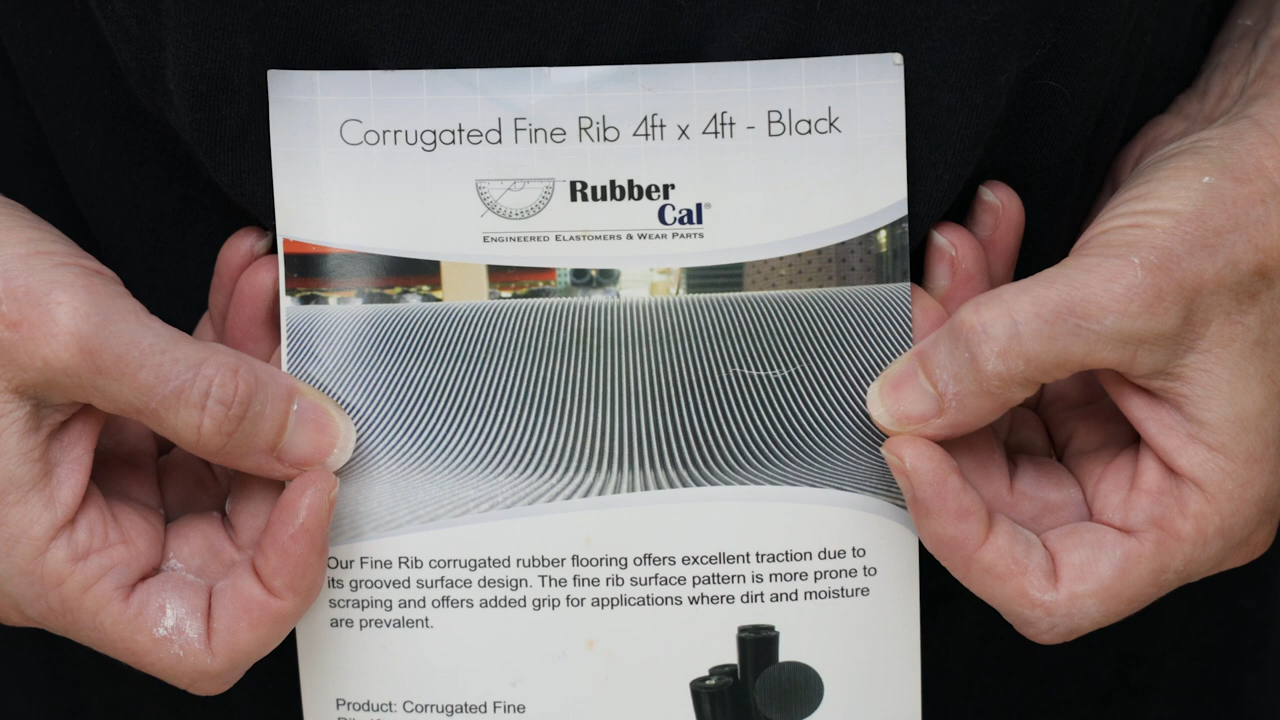 Corrugated Fine Rib 4ft x 4ft - Black
Rubber
Cal®
ENGINEERED ELASTOMERS & WEAR PARTS
Our Fine Rib corrugated rubber flooring offers excellent traction due to
its grooved surface design. The fine rib surface pattern is more prone to
scraping and offers added grip for applications where dirt and moisture
are prevalent.
Product: Corrugated Fine